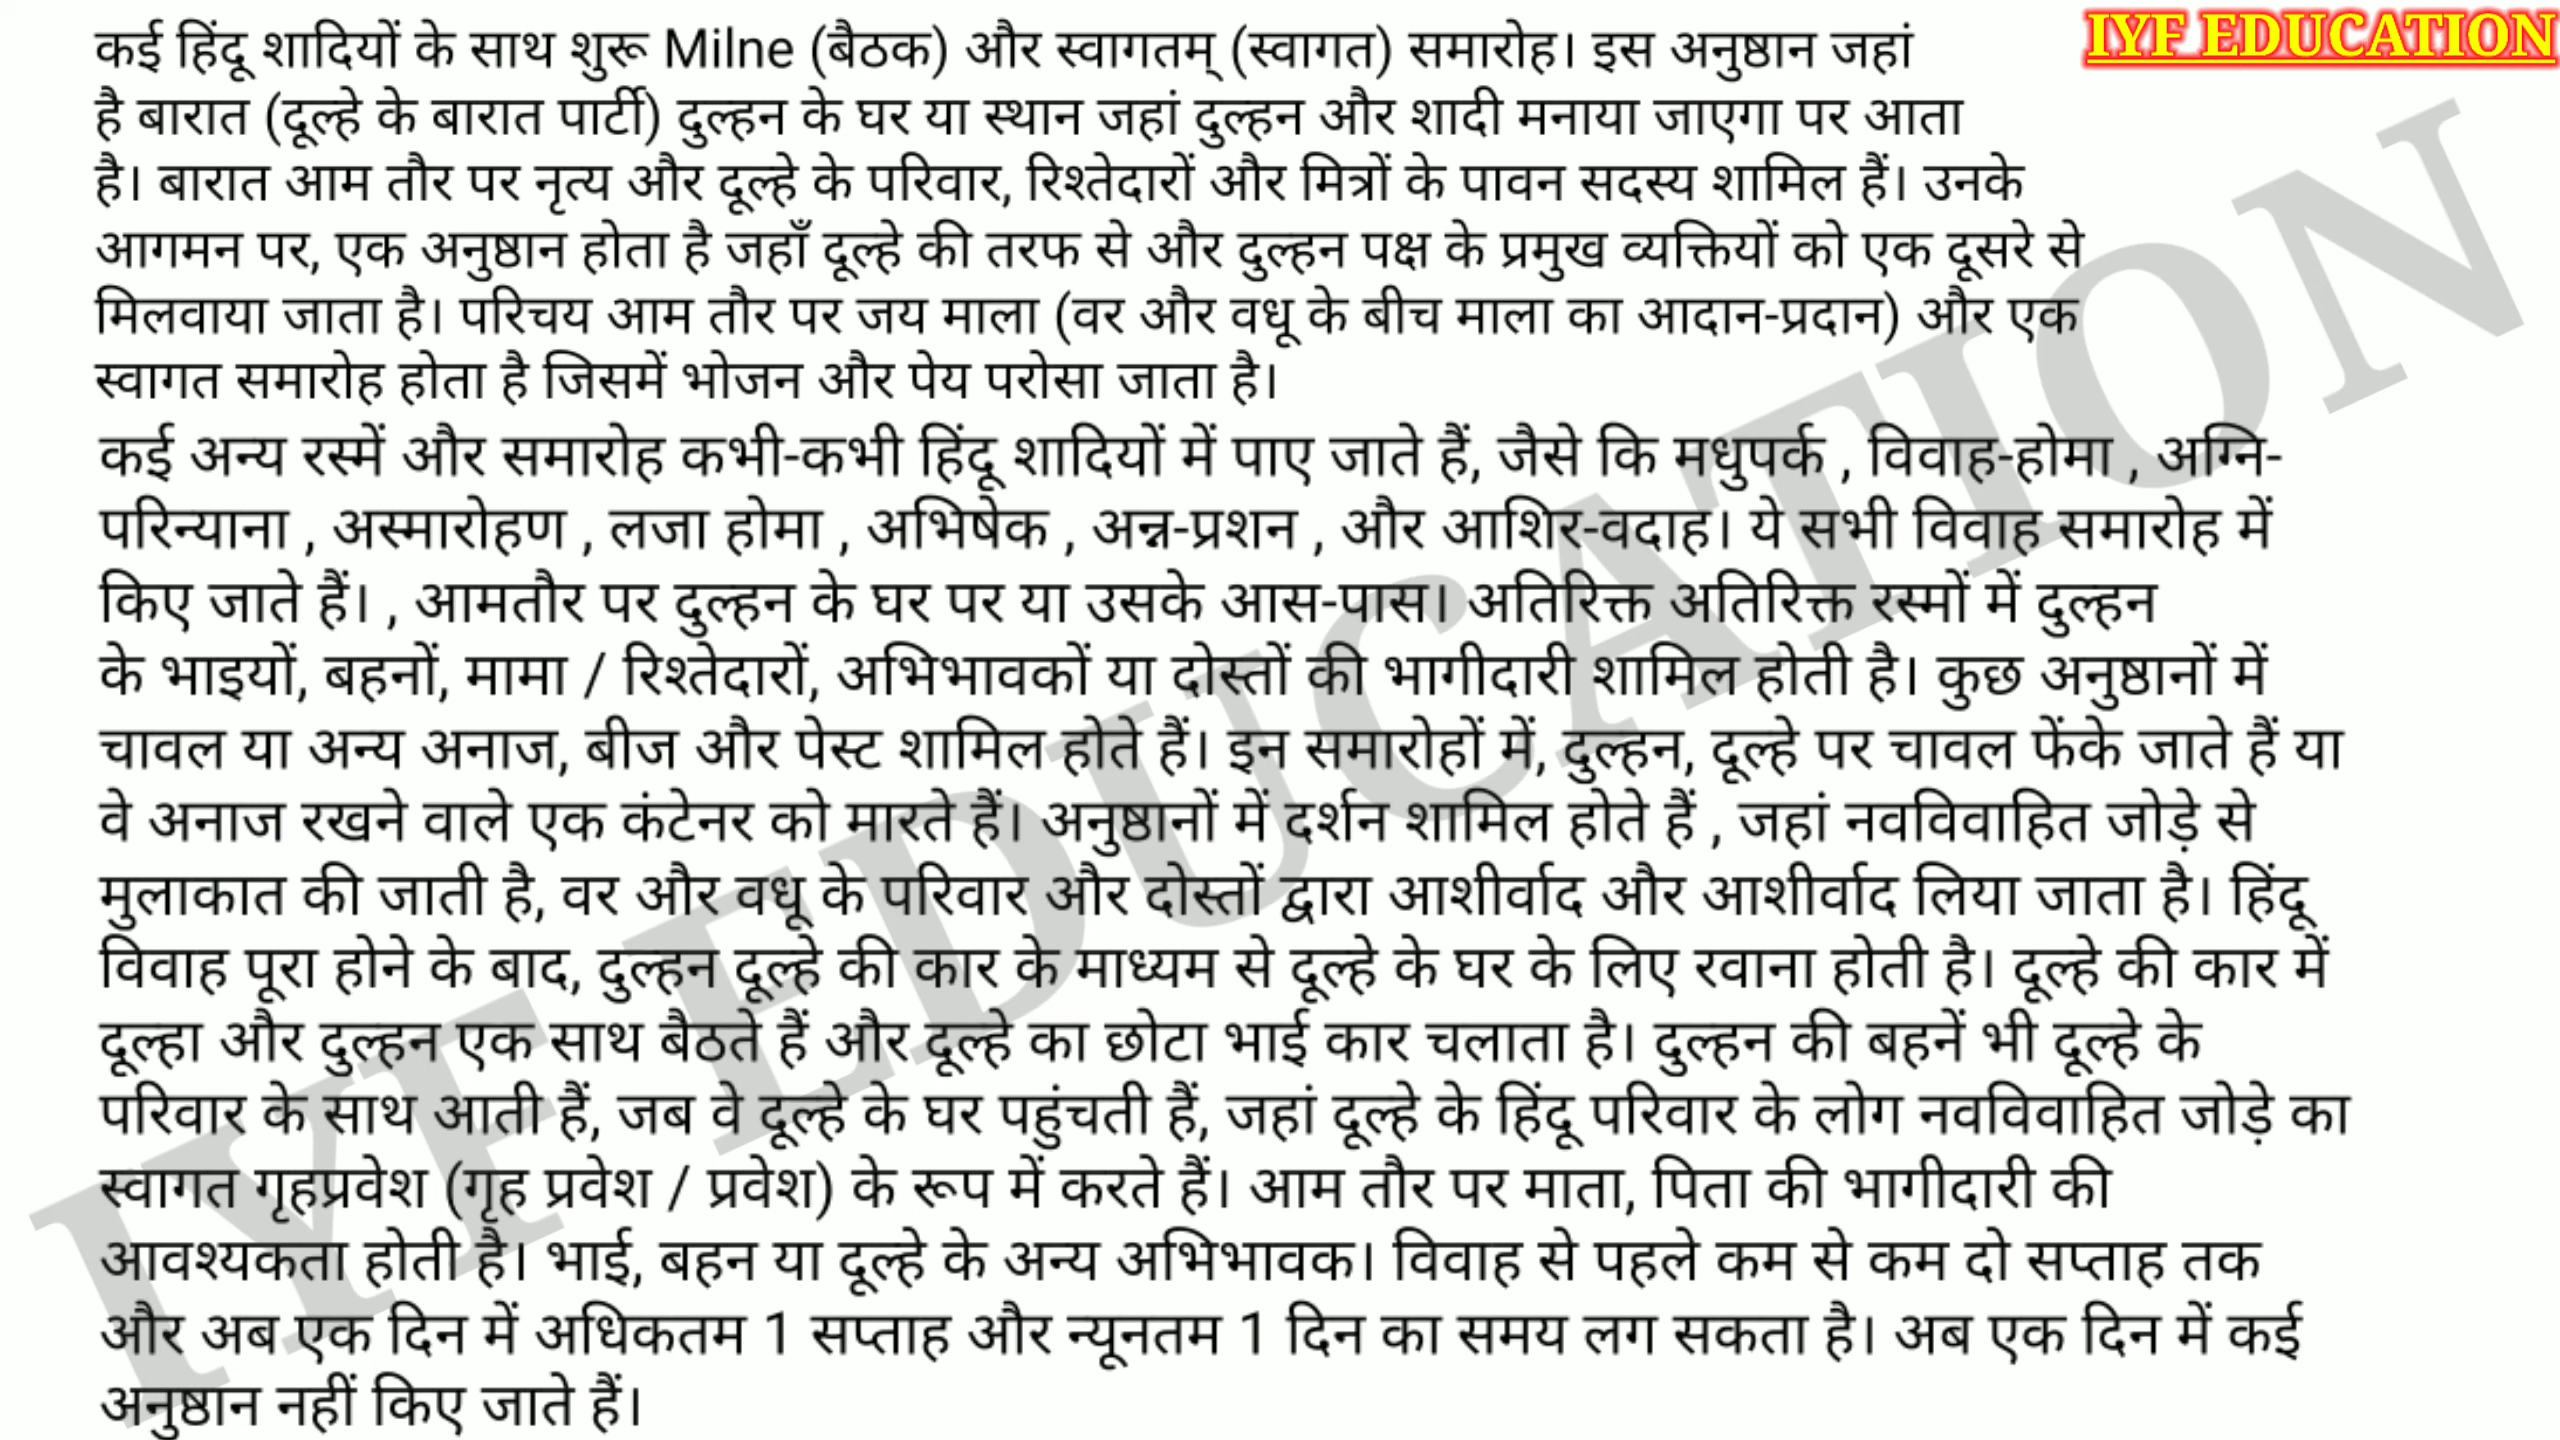 IYF EDUCATION
कई हिंदू शादियों के साथ शुरू Milne (बैठक) और स्वागतम् (स्वागत) समारोह। इस अनुष्ठान जहां
है बारात (दूल्हे के बारात पार्टी) दुल्हन के घर या स्थान जहां दुल्हन और शादी मनाया जाएगा पर आता
है। बारात आम तौर पर नृत्य और दूल्हे के परिवार, रिश्तेदारों और मित्रों के पावन सदस्य शामिल हैं। उनके
आगमन पर, एक अनुष्ठान होता है जहाँ दूल्हे की तरफ से और दुल्हन पक्ष के प्रमुख व्यक्तियों को एक दूसरे से
मिलवाया जाता है। परिचय आम तौर पर जय माला (वर और वधू के बीच माला का आदान-प्रदान) और एक
स्वागत समारोह होता है जिसमें भोजन और पेय परोसा जाता है।
कई अन्य रस्में और समारोह कभी-कभी हिंदू शादियों में पाए जाते हैं, जैसे कि मधुपर्क , विवाह-होमा , अग्नि-
परिन्याना , अस्मारोहण , लजा होमा , अभिषेक , अन्न-प्रशन , और आशिर-वदाह। ये सभी विवाह समारोह में
किए जाते हैं। , आमतौर पर दुल्हन के घर पर या उसके आस-पास। अतिरिक्त अतिरिक्त रस्मों में दुल्हन
के भाइयों, बहनों, मामा / रिश्तेदारों, अभिभावकों या दोस्तों की भागीदारी शामिल होती है। कुछ अनुष्ठानों में
चावल या अन्य अनाज, बीज और पेस्ट शामिल होते हैं। इन समारोहों में, दुल्हन, दूल्हे पर चावल फेंके जाते हैं या
वे अनाज रखने वाले एक कंटेनर को मारते हैं। अनुष्ठानों में दर्शन शामिल होते हैं , जहां नवविवाहित जोड़े से
मुलाकात की जाती है, वर और वधू के परिवार और दोस्तों द्वारा आशीर्वाद और आशीर्वाद लिया जाता है। हिंदू
विवाह पूरा होने के बाद, दुल्हन दूल्हे की कार के माध्यम से दूल्हे के घर के लिए रवाना होती है। दूल्हे की कार में
दूल्हा और दुल्हन एक साथ बैठते हैं और दूल्हे का छोटा भाई कार चलाता है। दुल्हन की बहनें भी दूल्हे के
परिवार के साथ आती हैं, जब वे दूल्हे के घर पहुंचती हैं, जहां दूल्हे के हिंदू परिवार के लोग नवविवाहित जोड़े का
स्वागत गृहप्रवेश (गृह प्रवेश / प्रवेश) के रूप में करते हैं। आम तौर पर माता, पिता की भागीदारी की
आवश्यकता होती है। भाई, बहन या दूल्हे के अन्य अभिभावक। विवाह से पहले कम से कम दो सप्ताह तक
और अब एक दिन में अधिकतम 1 सप्ताह और न्यूनतम 1 दिन का समय लग सकता है। अब एक दिन में कई
अनुष्ठान नहीं किए जाते हैं।
IYF EDUCATION